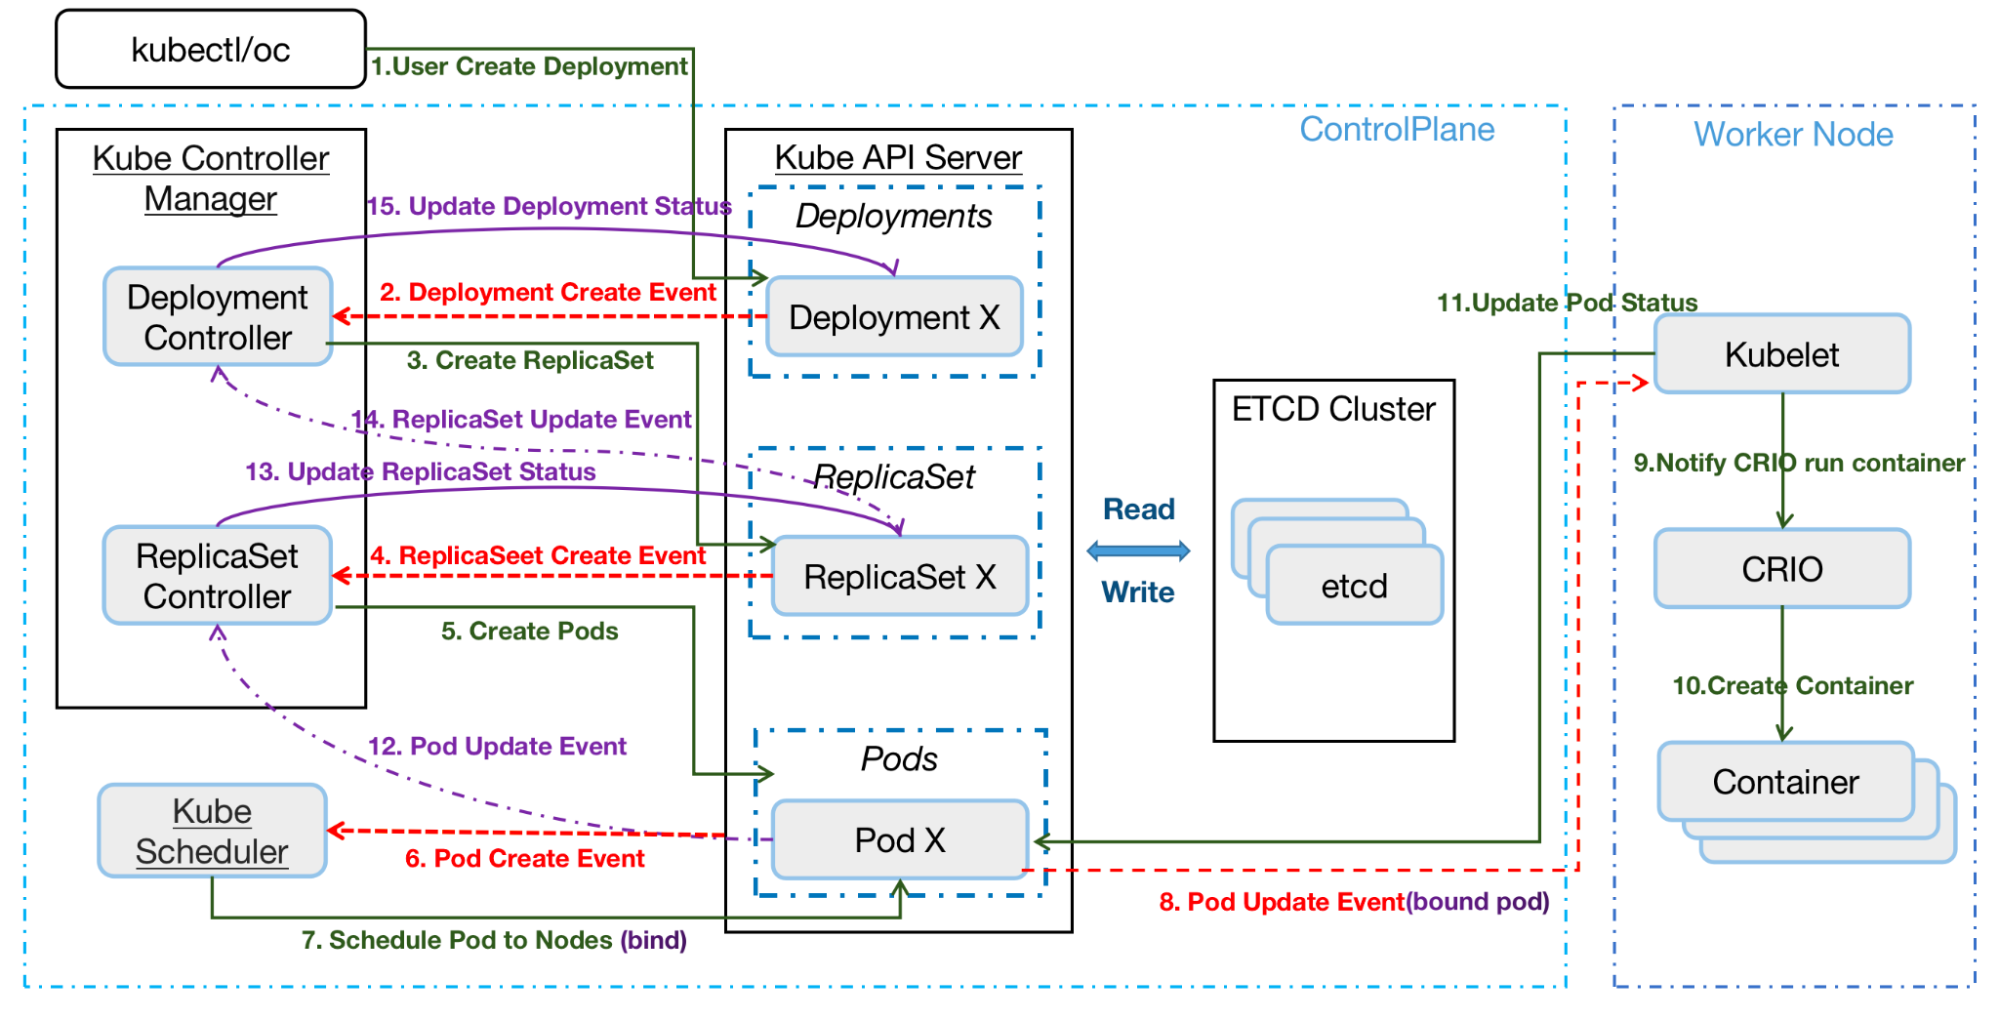 kubectl/oc
1.User Create Deployment
ControlPlane
Worker Node
Kube Controller
Manager
Kube API Server
15. Update Deployment Status
Deployments
Deployment
Controller
2. Deployment Create Event
Deployment X
3. Create ReplicaSet
11.Update Pod Status
Kubelet
14. ReplicaSet Update Event
13. Update ReplicaSet Status
ReplicaSet
ETCD Cluster
9.Notify CRIO run container
ReplicaSet
Controller
4. ReplicaSeet Create Event
ReplicaSet X
Read
Write
etcd
CRIO
5. Create Pods
10.Create Container
12. Pod Update Event
Pods
Container
Kube
Scheduler
6. Pod Create Event
Pod X
8. Pod Update Event(bound pod)
7. Schedule Pod to Nodes (bind)